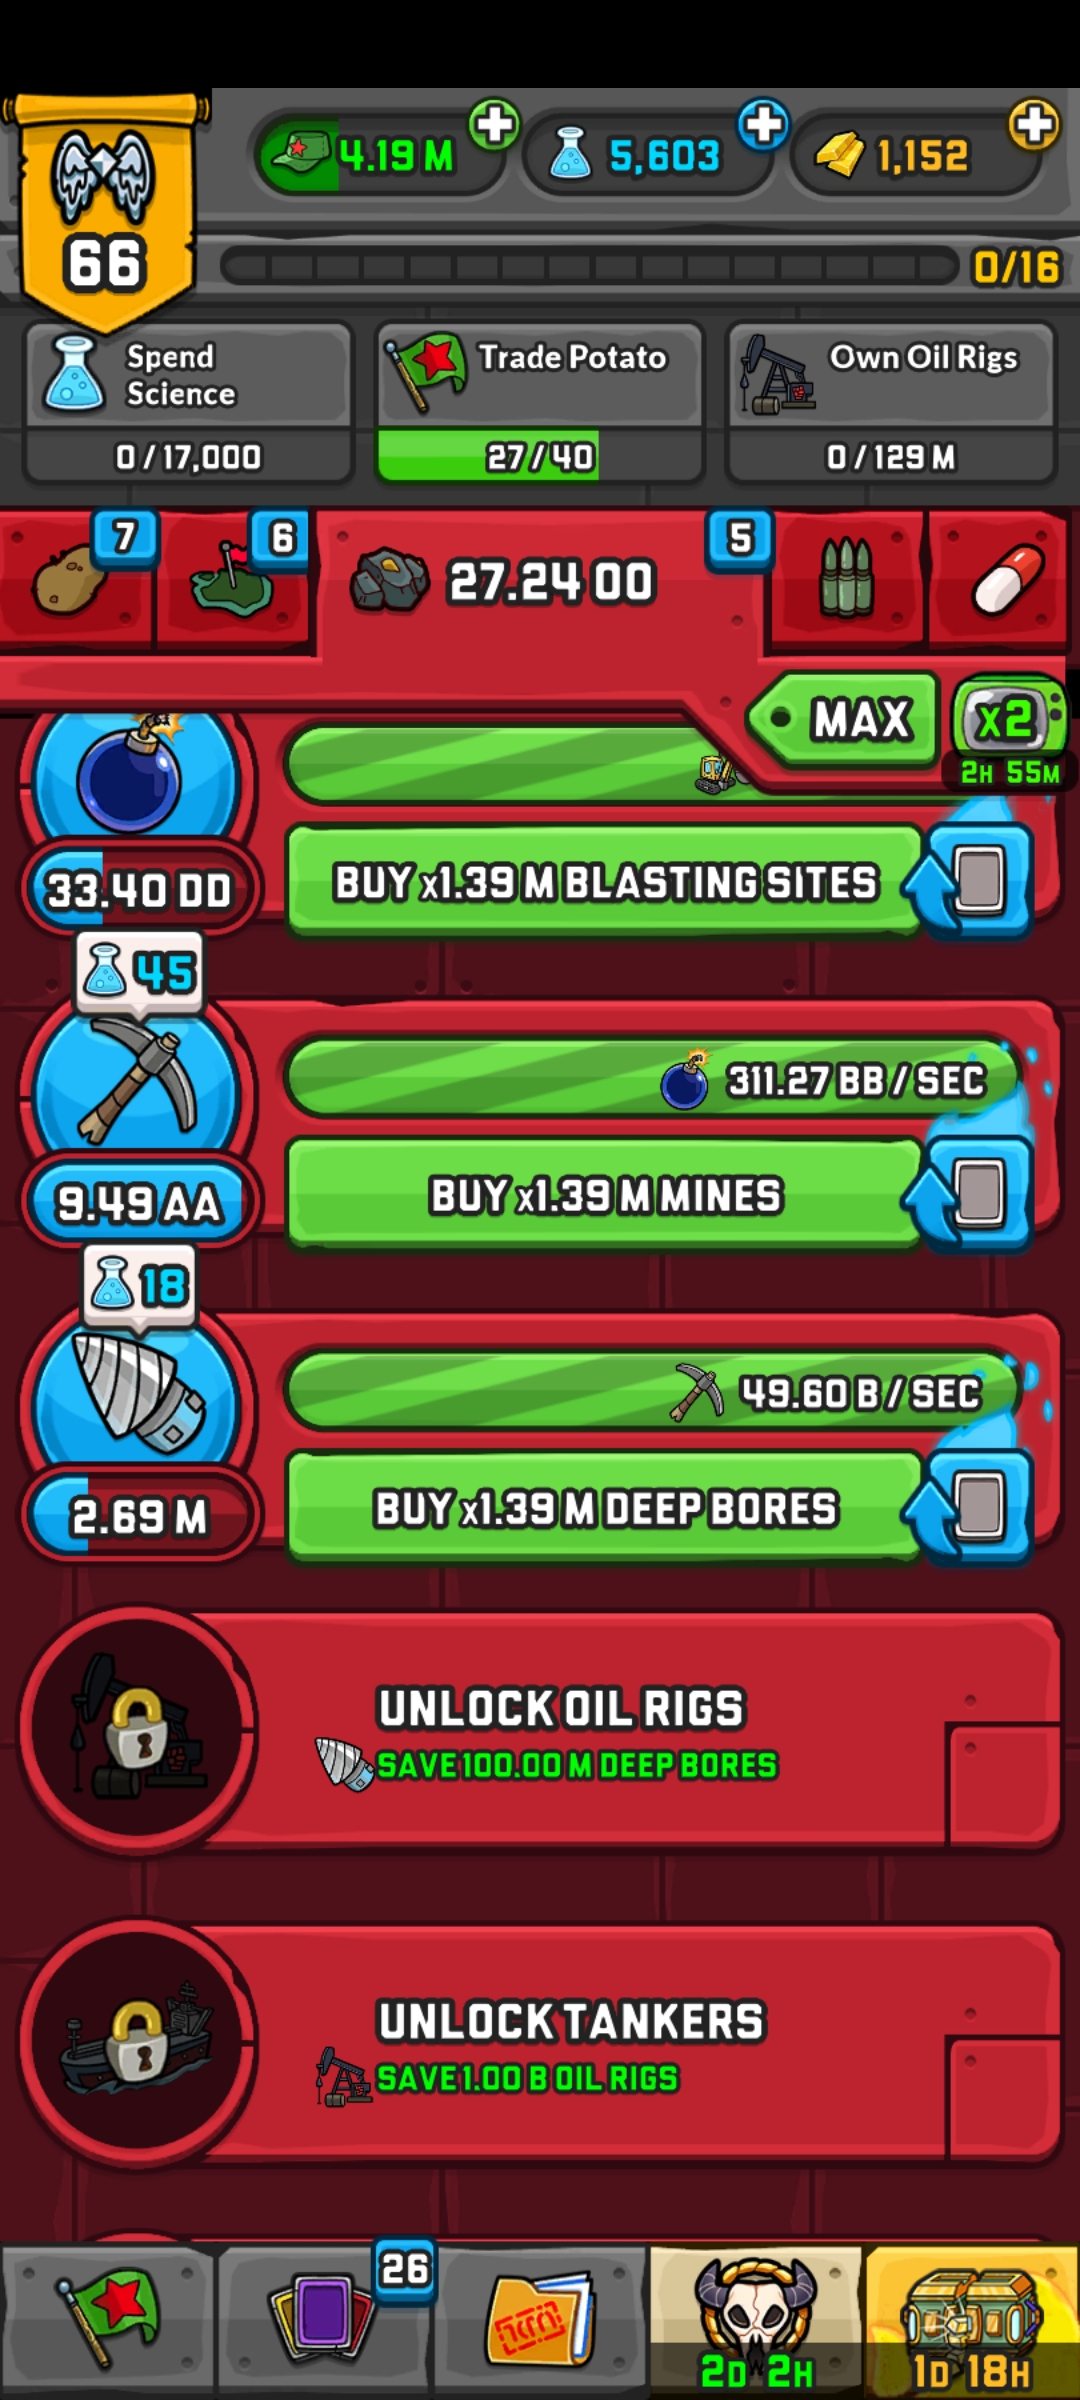 4.19 M
5,603
1,152
66
0/16
Spend
Science
0 / 17,000
Trade Potato
27 / 40
Own Oil Rigs
0 / 129 M
7
6
27.24 OO
5
MAX
X2
2H 55M
33.40 DD
BUY x1.39 M BLASTING SITES
45
311.27 BB / SEC
9.49 AA
BUY x1.39 M MINES
18
49.60 B / SEC
2.69 M
BUY x1.39 M DEEP BORES
UNLOCK OIL RIGS
SAVE 100.00 M DEEP BORES
UNLOCK TANKERS
SAVE 1.00 B OIL RIGS
26
2D 2H
1D 18H